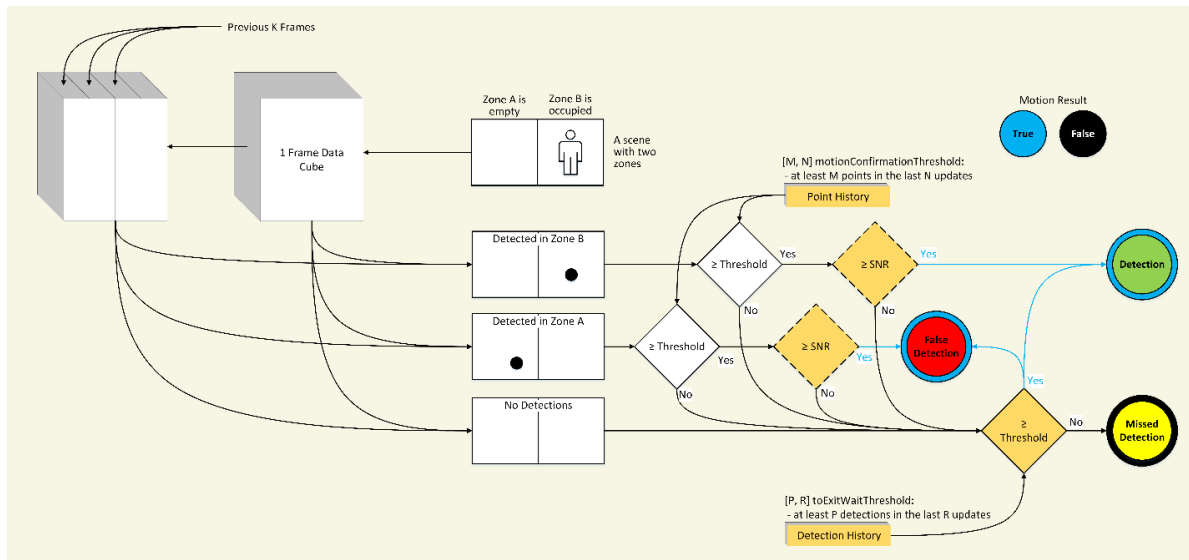 Previous K Frames
Zone A is
empty
Zone B is
occupied
Motion Result
True
False
1 Frame Data
Cube
A scene
with two
zones
[M, N] motionConfirmationThreshold:
- at least M points in the last N updates
Point History
Detected in Zone B
≥ Threshold
Yes
≥ SNR
Yes
Detection
No
No
Detected in Zone A
≥ Threshold
Yes
≥ SNR
Yes
False
Detection
No
No
Yes
No Detections
≥
Threshold
No
Missed
Detection
[P, R] toExitWaitThreshold:
- at least P detections in the last R updates
Detection History